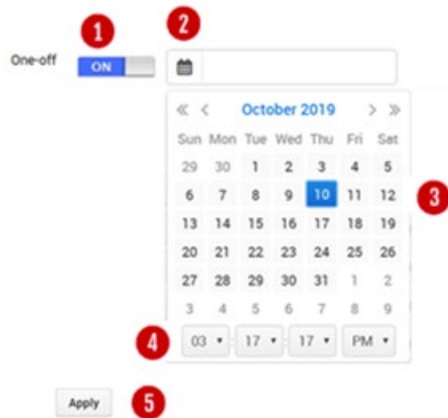 1 2
One-off ON
« < October 2019 > »
Sun Mon Tue Wed Thu Fri Sat
29 30 1 2 3 4 5
6 7 8 9 10 11 12 3
13 14 15 16 17 18 19
20 21 22 23 24 25 26
27 28 29 30 31 1 2
3 4 5 6 7 8 9
4 03 : 17 : 17 PM
Apply 5